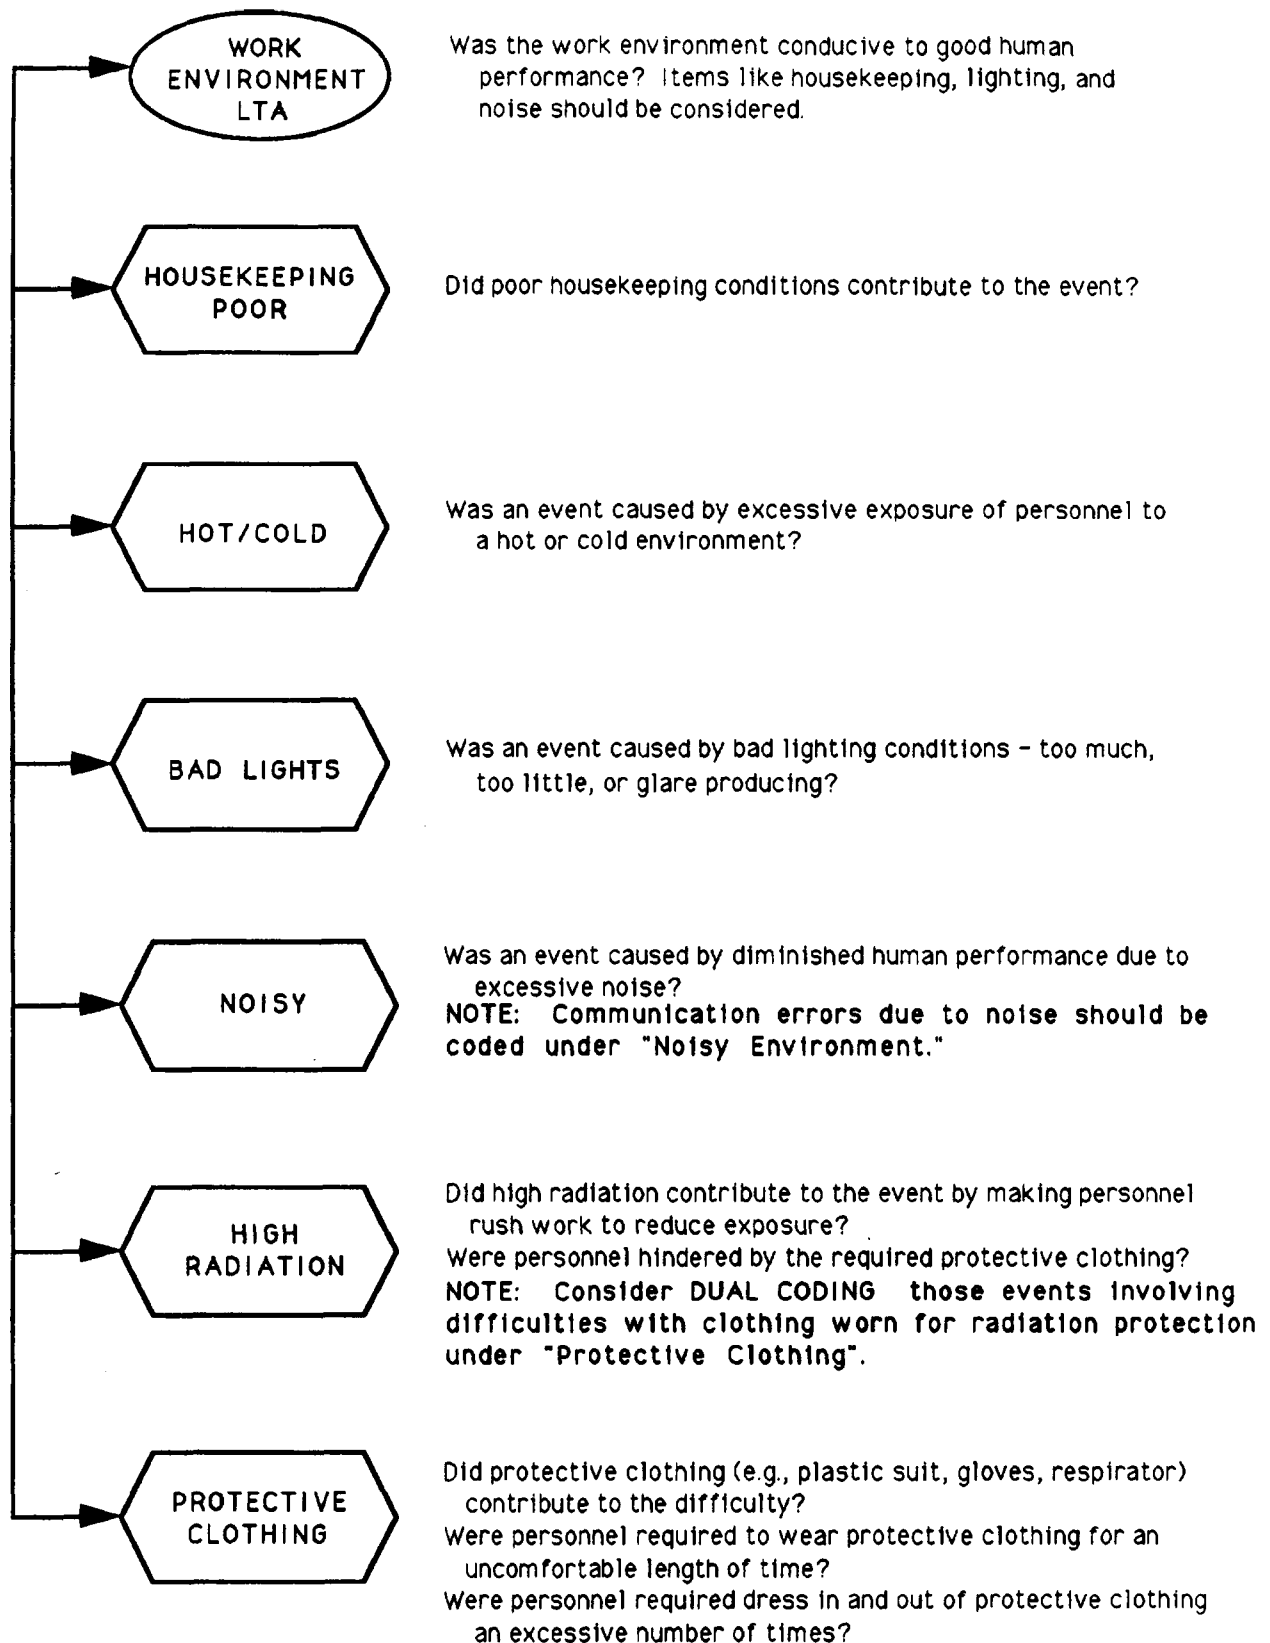 WORK
ENVIRONMENT
LTA
Was the work environment conducive to good human
performance? Items like housekeeping, lighting, and
noise should be considered.
HOUSEKEEPING
POOR
Did poor housekeeping conditions contribute to the event?
HOT/COLD
Was an event caused by excessive exposure of personnel to
a hot or cold environment?
BAD LIGHTS
Was an event caused by bad lighting conditions - too much,
too little, or glare producing?
NOISY
Was an event caused by diminished human performance due to
excessive noise?
NOTE: Communication errors due to noise should be
coded under "Noisy Environment."
HIGH
RADIATION
Did high radiation contribute to the event by making personnel
rush work to reduce exposure?
Were personnel hindered by the required protective clothing?
NOTE: Consider DUAL CODING those events involving
difficulties with clothing worn for radiation protection
under "Protective Clothing".
PROTECTIVE
CLOTHING
Did protective clothing (e.g., plastic suit, gloves, respirator)
contribute to the difficulty?
Were personnel required to wear protective clothing for an
uncomfortable length of time?
Were personnel required dress in and out of protective clothing
an excessive number of times?